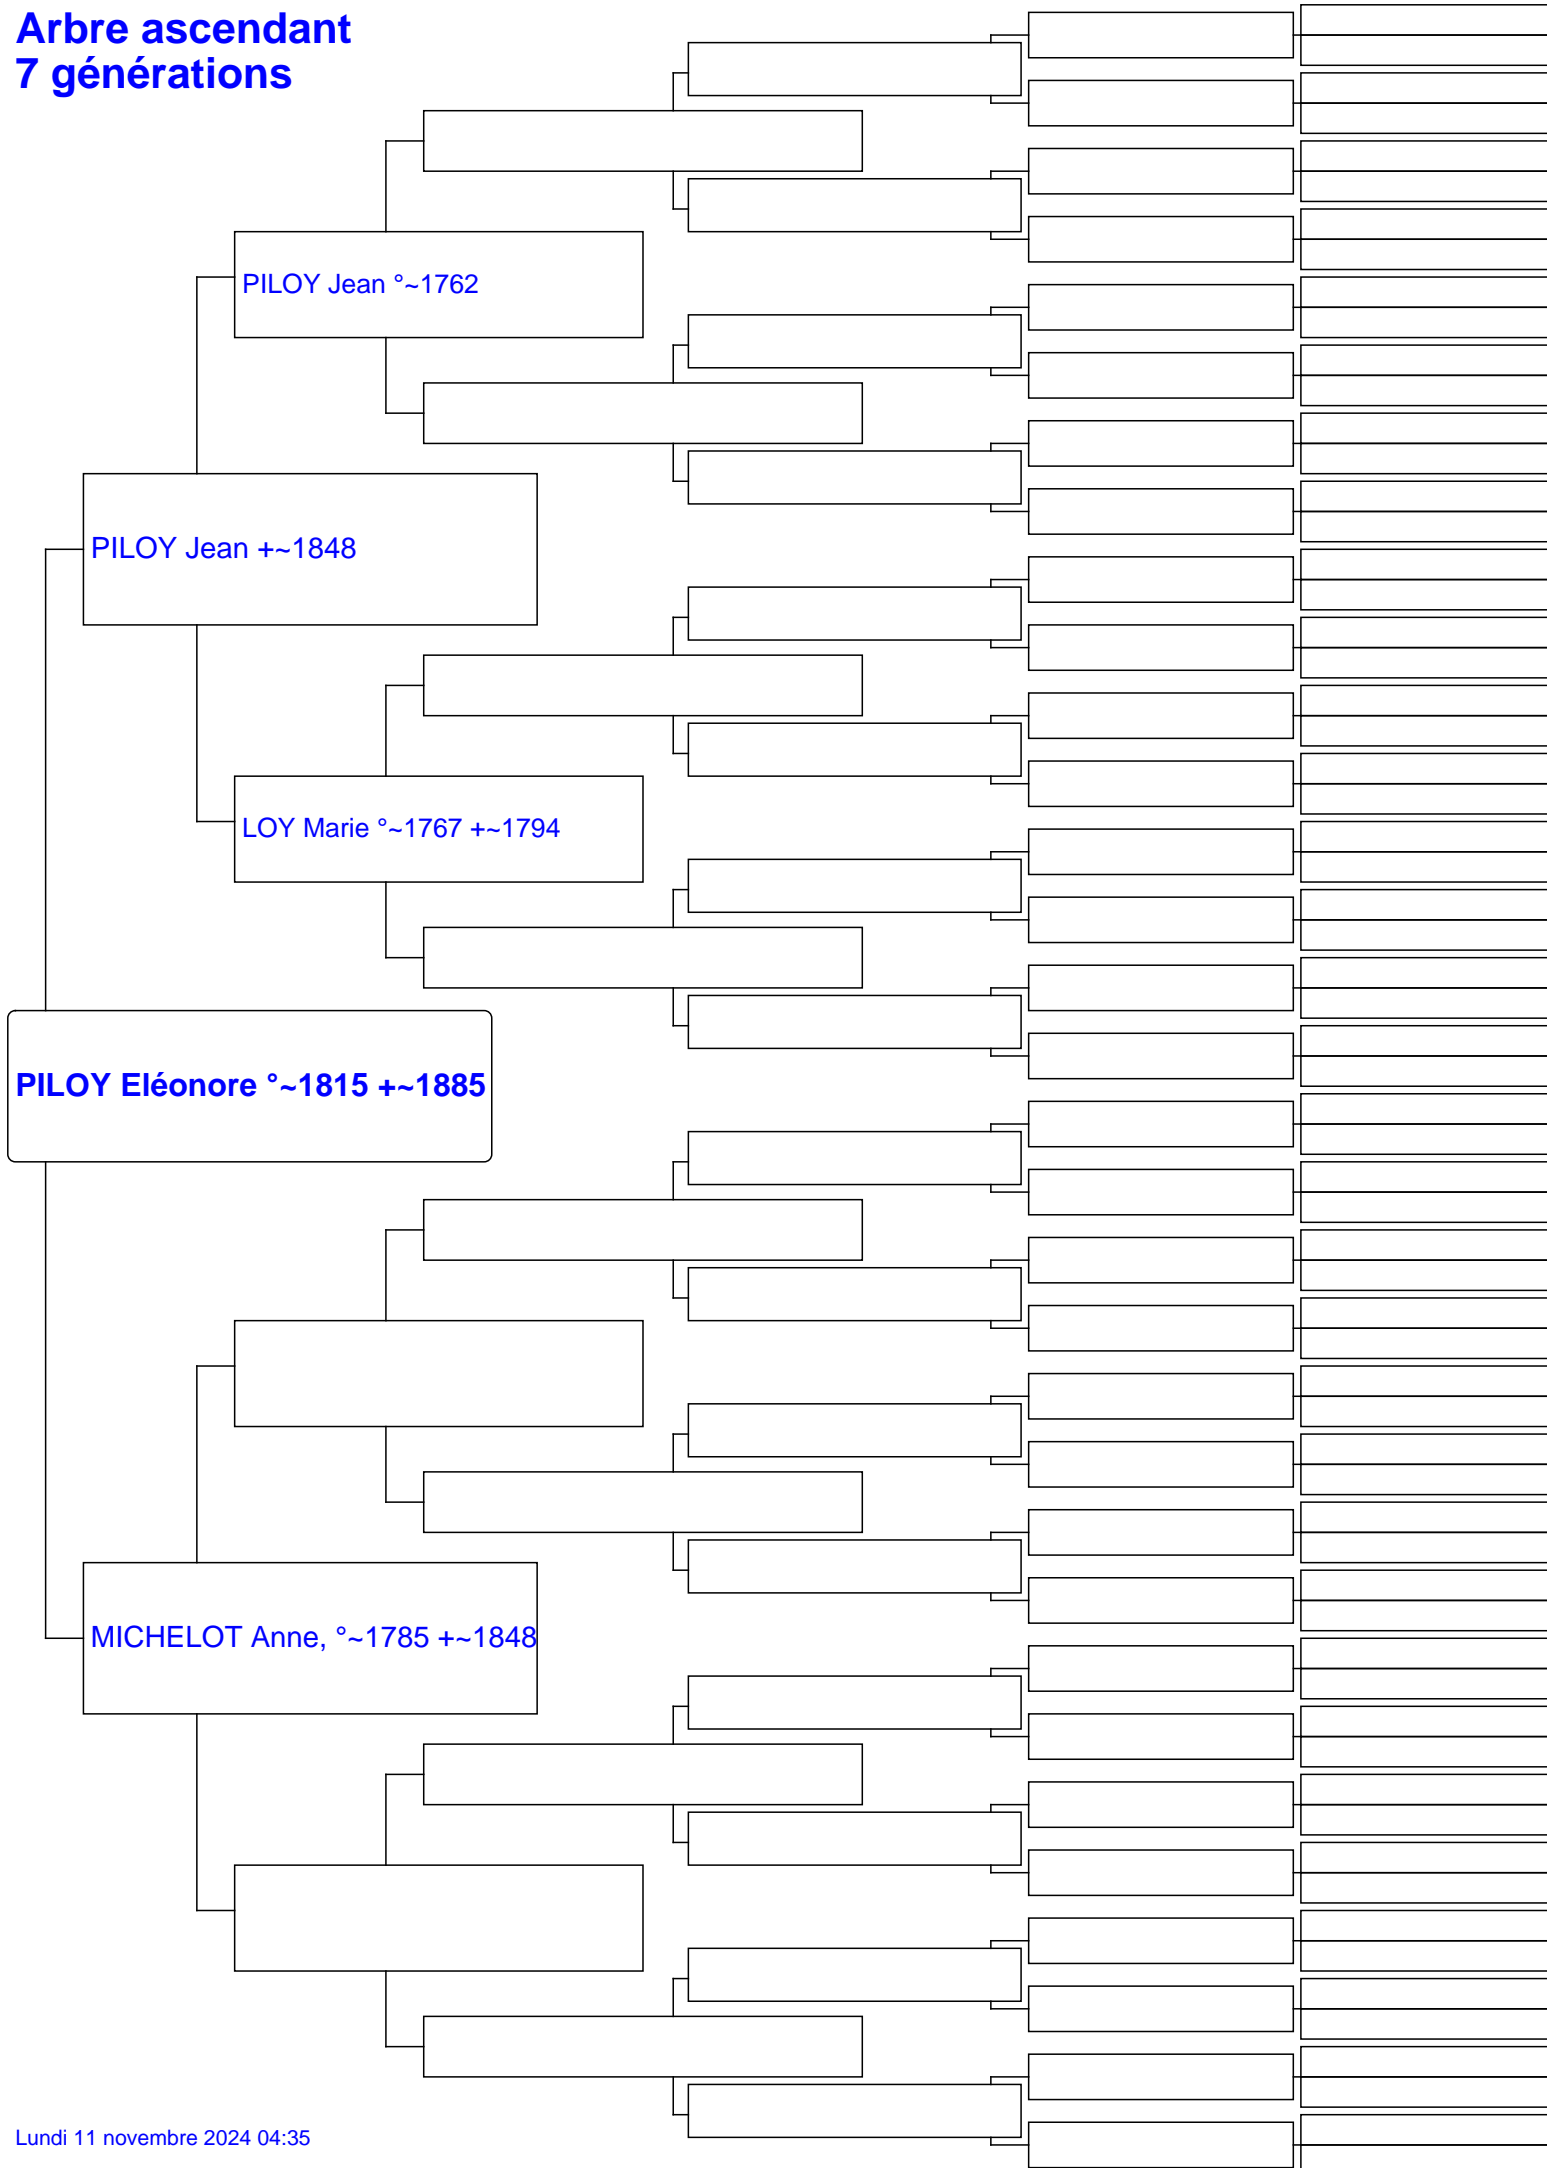 Arbre ascendant
7 générations
PILOY Jean °~1762
PILOY Jean +~1848
LOY Marie °~1767 +~1794
PILOY Eléonore °~1815 +~1885
MICHELOT Anne, °~1785 +~1848
Lundi 11 novembre 2024 04:35